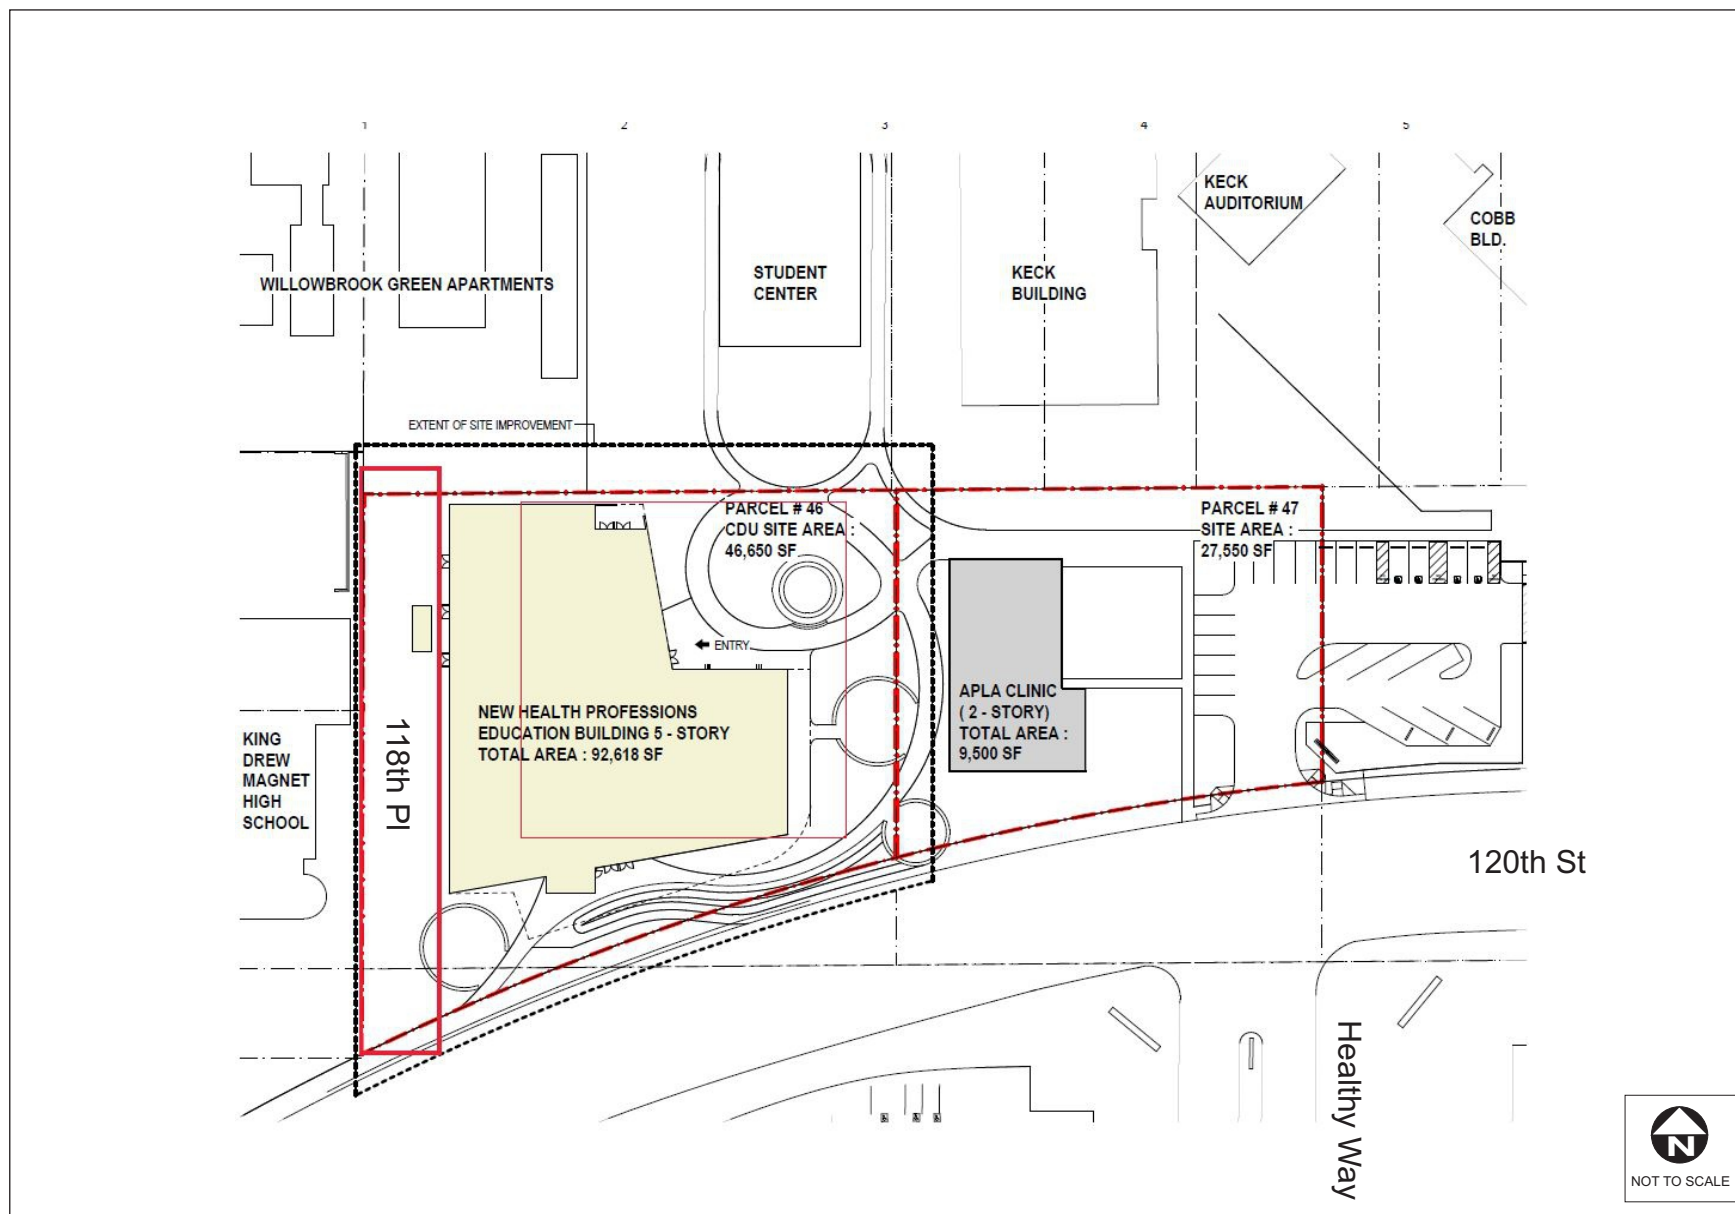 1
2
3
4
5
KECK
AUDITORIUM
COBB
BLD.
WILLOWBROOK GREEN APARTMENTS
STUDENT
CENTER
KECK
BUILDING
EXTENT OF SITE IMPROVEMENT
PARCEL # 46
CDU SITE AREA :
46,650 SF
PARCEL # 47
SITE AREA :
27,550 SF
ENTRY
NEW HEALTH PROFESSIONS
EDUCATION BUILDING 5 - STORY
TOTAL AREA : 92,618 SF
APLA CLINIC
( 2 - STORY)
TOTAL AREA :
9,500 SF
KING
DREW
MAGNET
HIGH
SCHOOL
118th Pl
120th St
Healthy Way
N
NOT TO SCALE